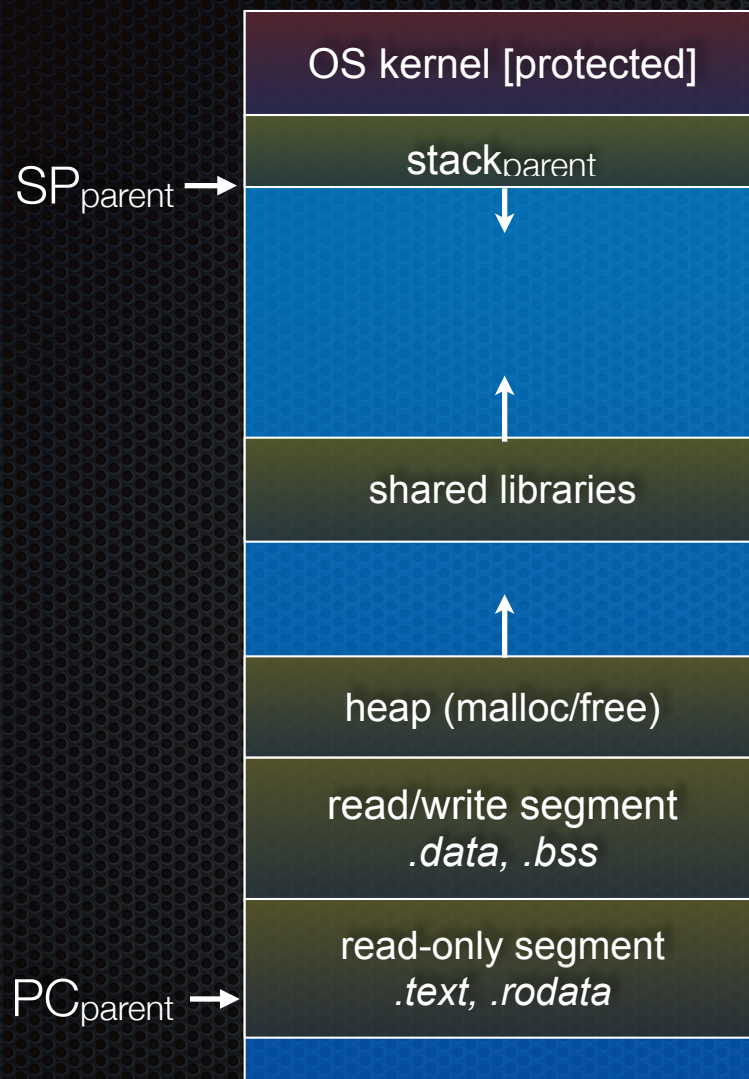 OS kernel [protected]
stackparent
SPparent
shared libraries
heap (malloc/free)
read/write segment
.data, .bss
read-only segment
.text, .rodata
PCparent